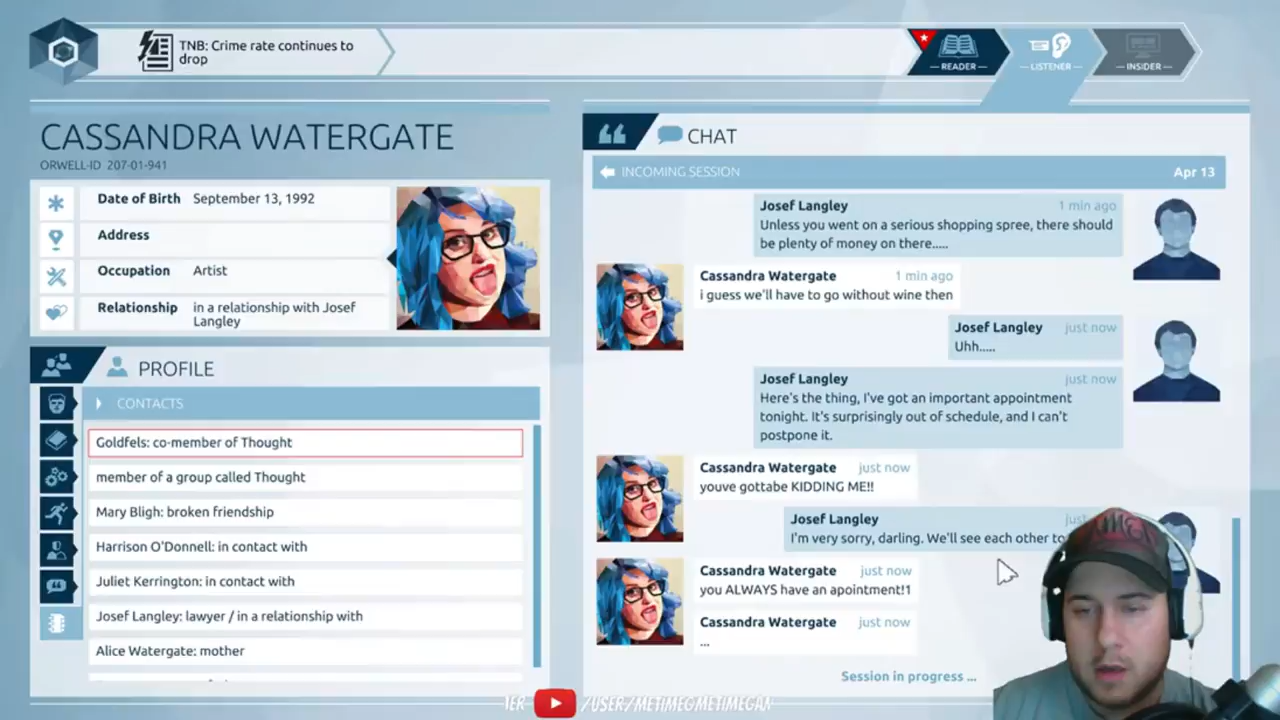 TNB: Crime rate continues to
drop
READER
LISTENER
INSIDER
CASSANDRA WATERGATE
ORWELL-ID 207-01-941
Date of Birth September 13, 1992
Address
Occupation Artist
Relationship in a relationship with Josef
Langley
PROFILE
CONTACTS
Goldfels: co-member of Thought
member of a group called Thought
Mary Bligh: broken friendship
Harrison O'Donnell: in contact with
Juliet Kerrington: in contact with
Josef Langley: lawyer / in a relationship with
Alice Watergate: mother
CHAT
INCOMING SESSION Apr 13
Josef Langley 1 min ago
Unless you went on a serious shopping spree, there should
be plenty of money on there.....
Cassandra Watergate 1 min ago
i guess we'll have to go without wine then
Josef Langley just now
Uhh.....
Josef Langley just now
Here's the thing, I've got an important appointment
tonight. It's surprisingly out of schedule, and I can't
postpone it.
Cassandra Watergate just now
youve gottabe KIDDING ME!!
Josef Langley jus
I'm very sorry, darling. We'll see each other to
Cassandra Watergate just now
you ALWAYS have an apointment!1
Cassandra Watergate just now
...
Session in progress ...
TER /USER/METIMEGMETIMEGAN